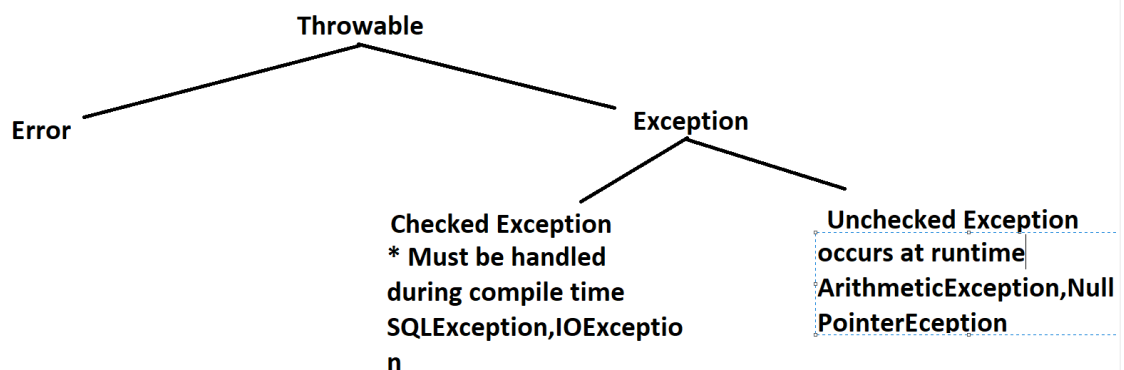 Throwable
Error
Exception
Checked Exception
* Must be handled
during compile time
SQLException,IOExceptio
n
Unchecked Exception
occurs at runtime
ArithmeticException,Null
PointerEception